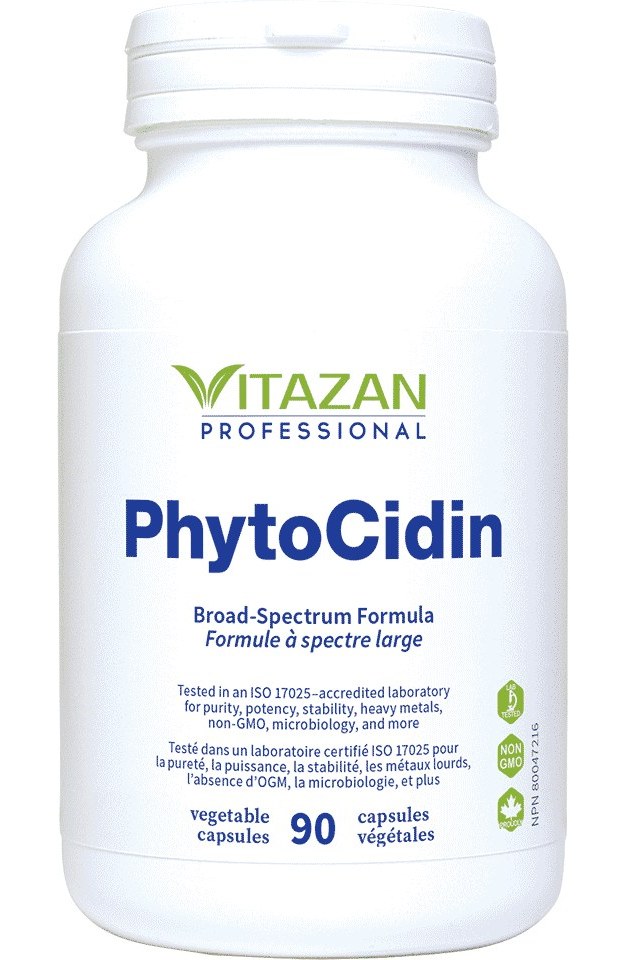 VITAZAN
PROFESSIONAL
PhytoCidin
Broad-Spectrum Formula
Formule à spectre large
Tested in an ISO 17025–accredited laboratory
for purity, potency, stability, heavy metals,
non-GMO, microbiology, and more
Testé dans un laboratoire certifié ISO 17025 pour
la pureté, la puissance, la stabilité, les métaux lourds,
l’absence d’OGM, la microbiologie, et plus
vegetable
capsules
90
capsules
végétales
LAB
TESTED
NON
GMO
PROUDLY
NPN 80047216